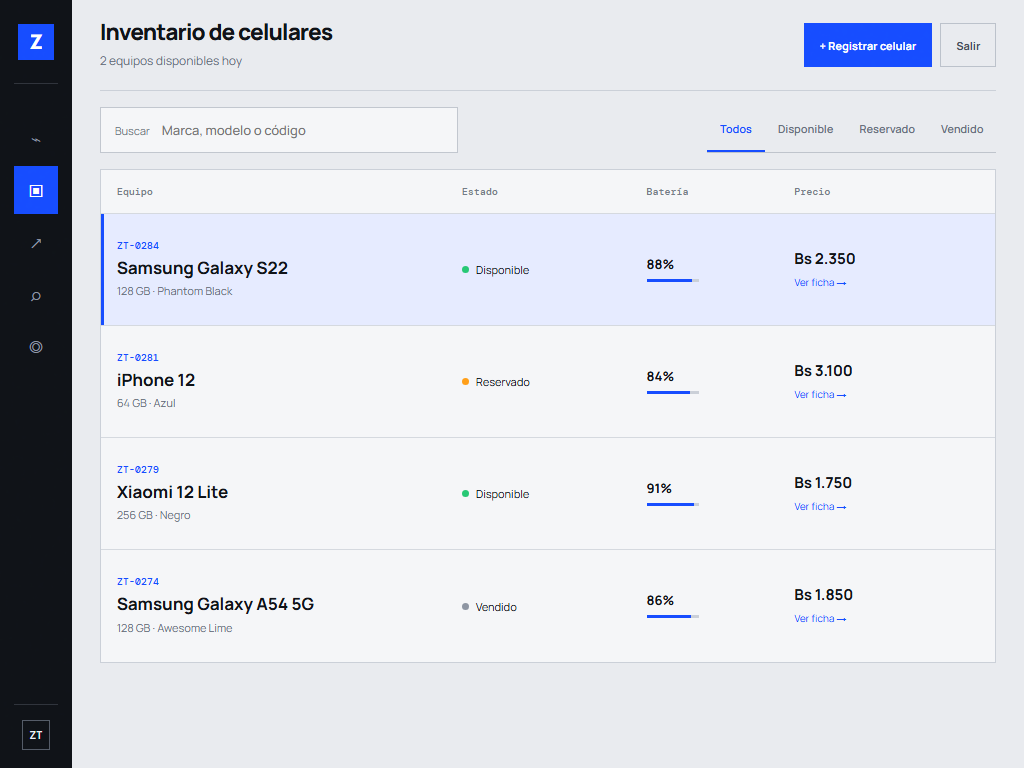 Z
Inventario de celulares
2 equipos disponibles hoy
+ Registrar celular
Salir
Buscar Marca, modelo o código
Todos Disponible Reservado Vendido
Equipo Estado Batería Precio
ZT-0284
Samsung Galaxy S22
128 GB · Phantom Black
Disponible
88%
Bs 2.350
Ver ficha →
ZT-0281
iPhone 12
64 GB · Azul
Reservado
84%
Bs 3.100
Ver ficha →
ZT-0279
Xiaomi 12 Lite
256 GB · Negro
Disponible
91%
Bs 1.750
Ver ficha →
ZT-0274
Samsung Galaxy A54 5G
128 GB · Awesome Lime
Vendido
86%
Bs 1.850
Ver ficha →
ZT